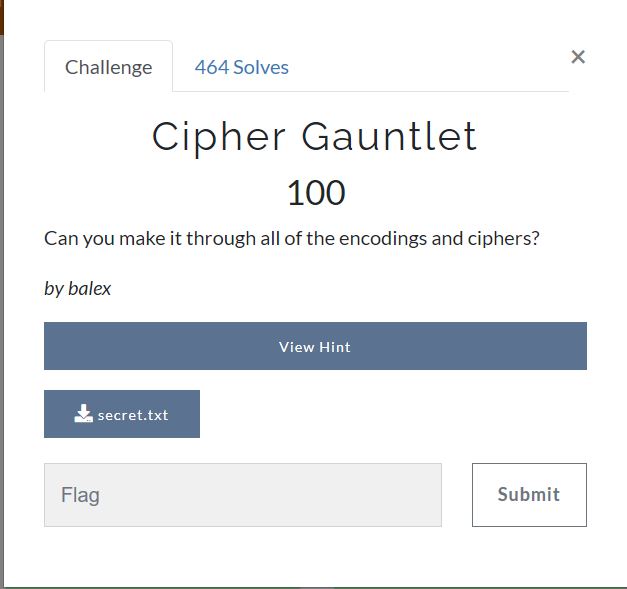 Challenge
464 Solves
×
Cipher Gauntlet
100
Can you make it through all of the encodings and ciphers?
by balex
View Hint
secret.txt
Flag
Submit